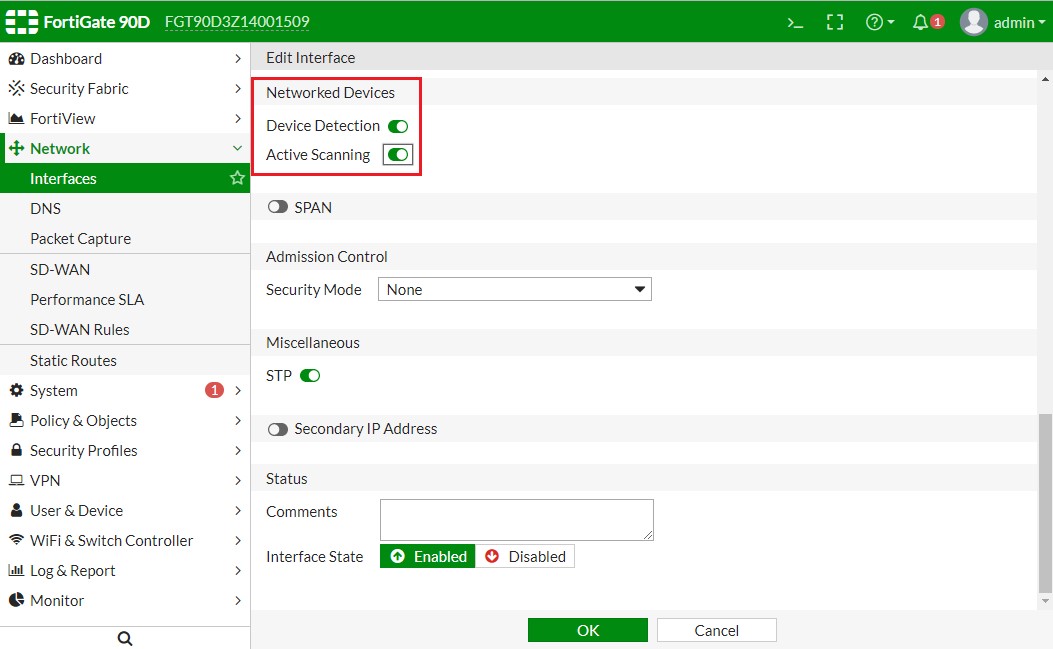 FortiGate 90D FGT90D3Z14001509
1
admin
Dashboard
Security Fabric
FortiView
Network
Interfaces
DNS
Packet Capture
SD-WAN
Performance SLA
SD-WAN Rules
Static Routes
System 1
Policy & Objects
Security Profiles
VPN
User & Device
WiFi & Switch Controller
Log & Report
Monitor
Edit Interface
Networked Devices
Device Detection
Active Scanning
SPAN
Admission Control
Security Mode None
Miscellaneous
STP
Secondary IP Address
Status
Comments
Interface State Enabled Disabled
OK Cancel